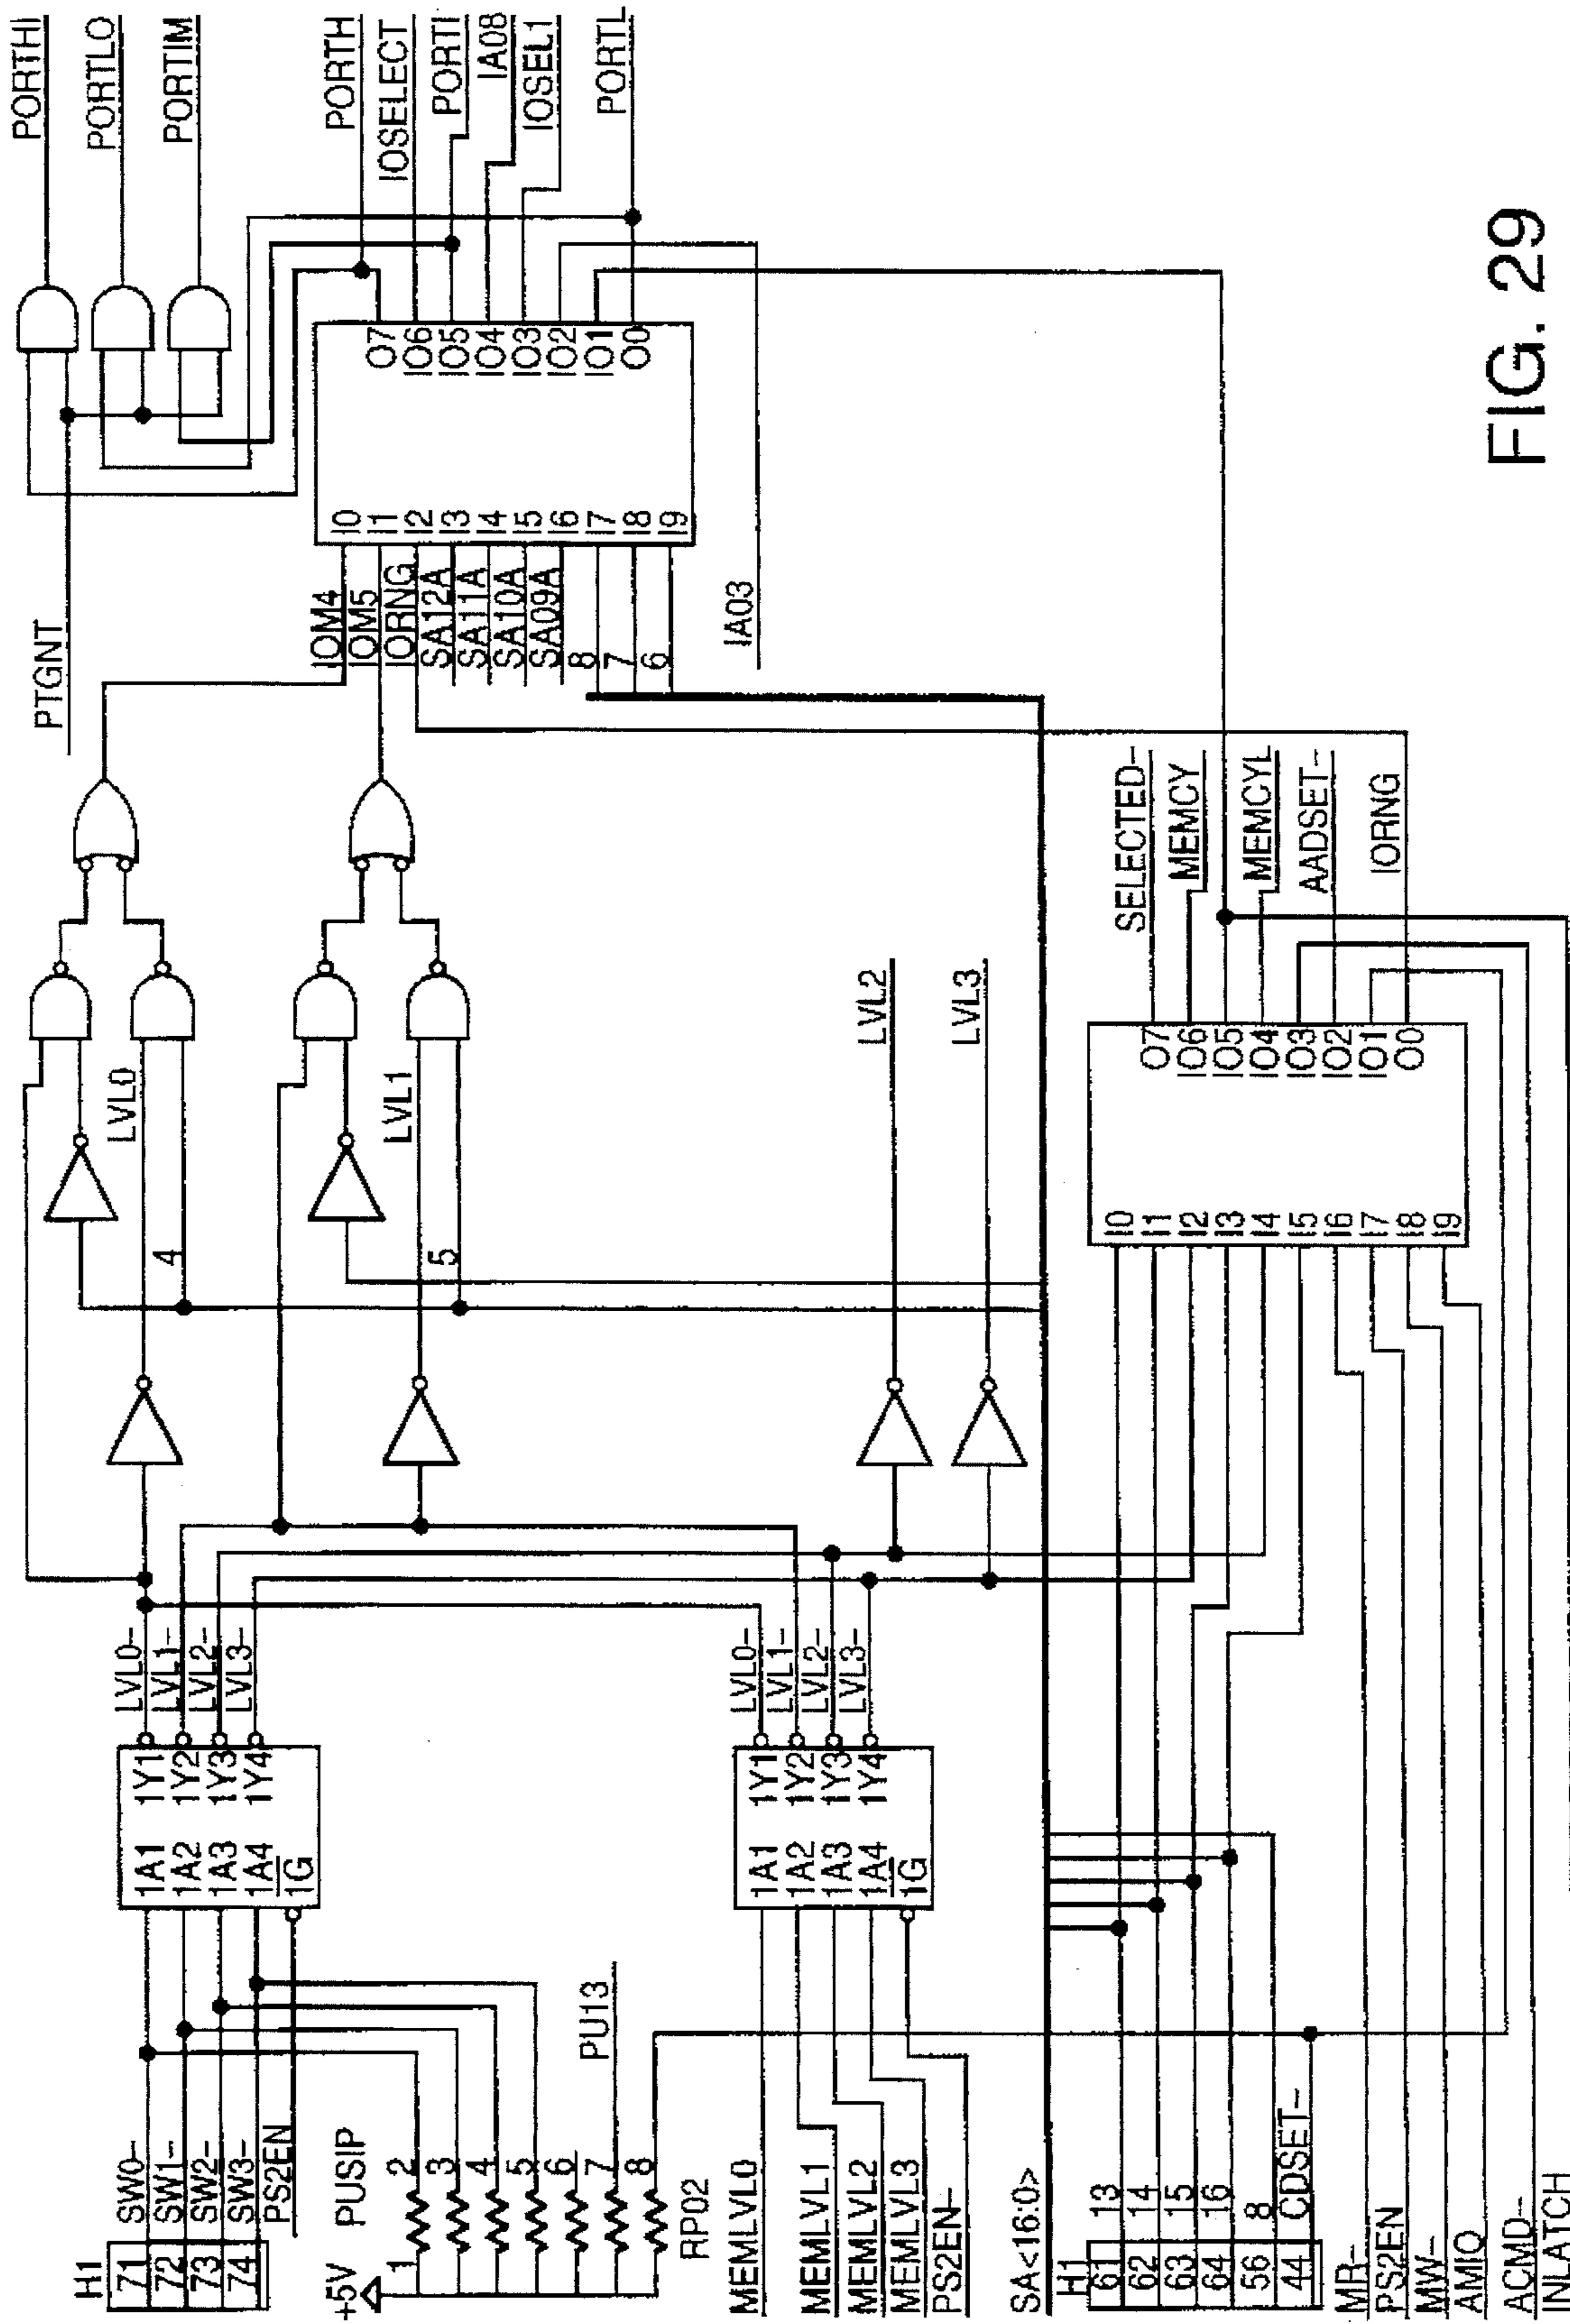 H1
71 SW0-
72 SW1-
73 SW2-
74 SW3-
PS2EN
1A1 1Y1 LVL0-
1A2 1Y2 LVL1-
1A3 1Y3 LVL2-
1A4 1Y4 LVL3-
1G
+5V
PUSIP
1
2
3
4
5
6
7
8
PU13
RP02
MEMLVL0
MEMLVL1
MEMLVL2
MEMLVL3
PS2EN-
1A1 1Y1 LVL0-
1A2 1Y2 LVL1-
1A3 1Y3 LVL2-
1A4 1Y4 LVL3-
1G
LVL0
4
LVL1
5
LVL2
LVL3
PTGNT
IOM4 I0
IOM5 I1
IORNG I2
SA12A I3
SA11A I4
SA10A I5
SA09A I6
8 I7
7 I8
6 I9
O7
IO6
IO5
IO4
IO3
IO2
IO1
O0
IA03
PORTHI
PORTLO
PORTIM
PORTH
IOSELECT
PORTI
IA08
IOSEL1
PORTL
SA<16:0>
H1
61 13
62 14
63 15
64 16
56 8
44 CDSET-
MR-
PS2EN
MW-
AMIQ
ACMD-
INLATCH
I0
I1
I2
I3
I4
I5
I6
I7
I8
I9
O7
IO6
IO5
IO4
IO3
IO2
IO1
O0
SELECTED-
MEMCY
MEMCYL
AADSET-
IORNG
FIG. 29